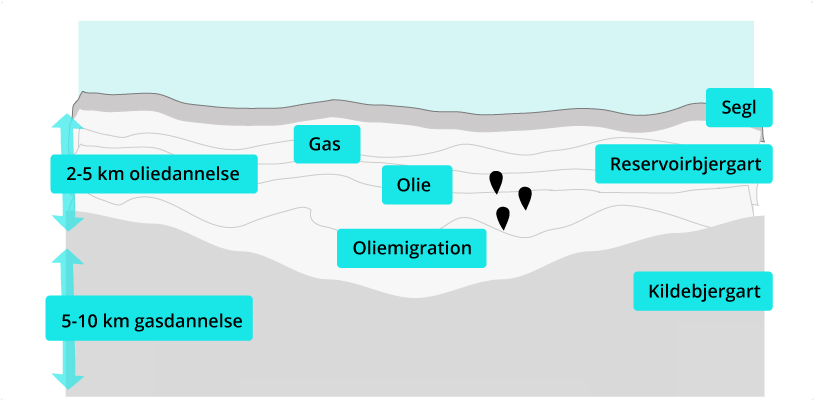 Segl
Gas
Reservoirbjergart
2-5 km oliedannelse
Olie
Oliemigration
Kildebjergart
5-10 km gasdannelse